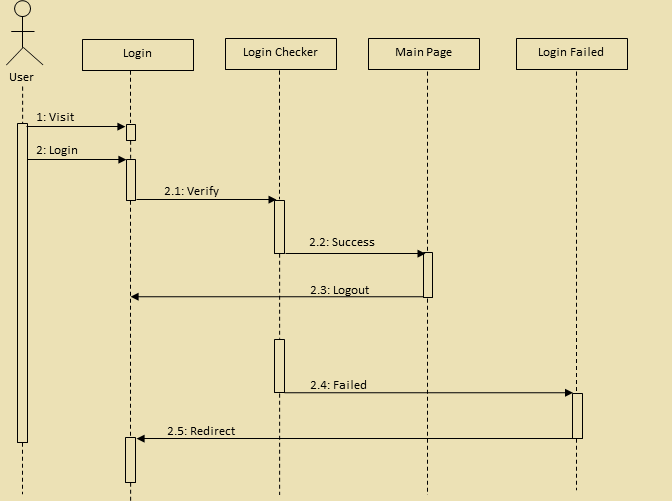 User
Login
Login Checker
Main Page
Login Failed
1: Visit
2: Login
2.1: Verify
2.2: Success
2.3: Logout
2.4: Failed
2.5: Redirect